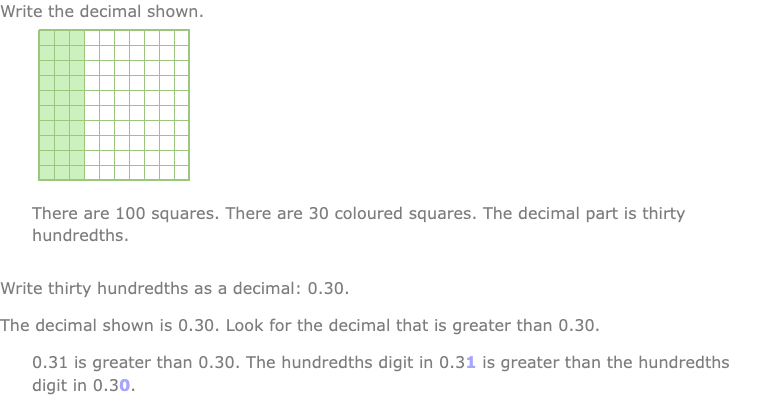 Write the decimal shown.
There are 100 squares. There are 30 coloured squares. The decimal part is thirty
hundredths.
Write thirty hundredths as a decimal: 0.30.
The decimal shown is 0.30. Look for the decimal that is greater than 0.30.
0.31 is greater than 0.30. The hundredths digit in 0.31 is greater than the hundredths
digit in 0.30.